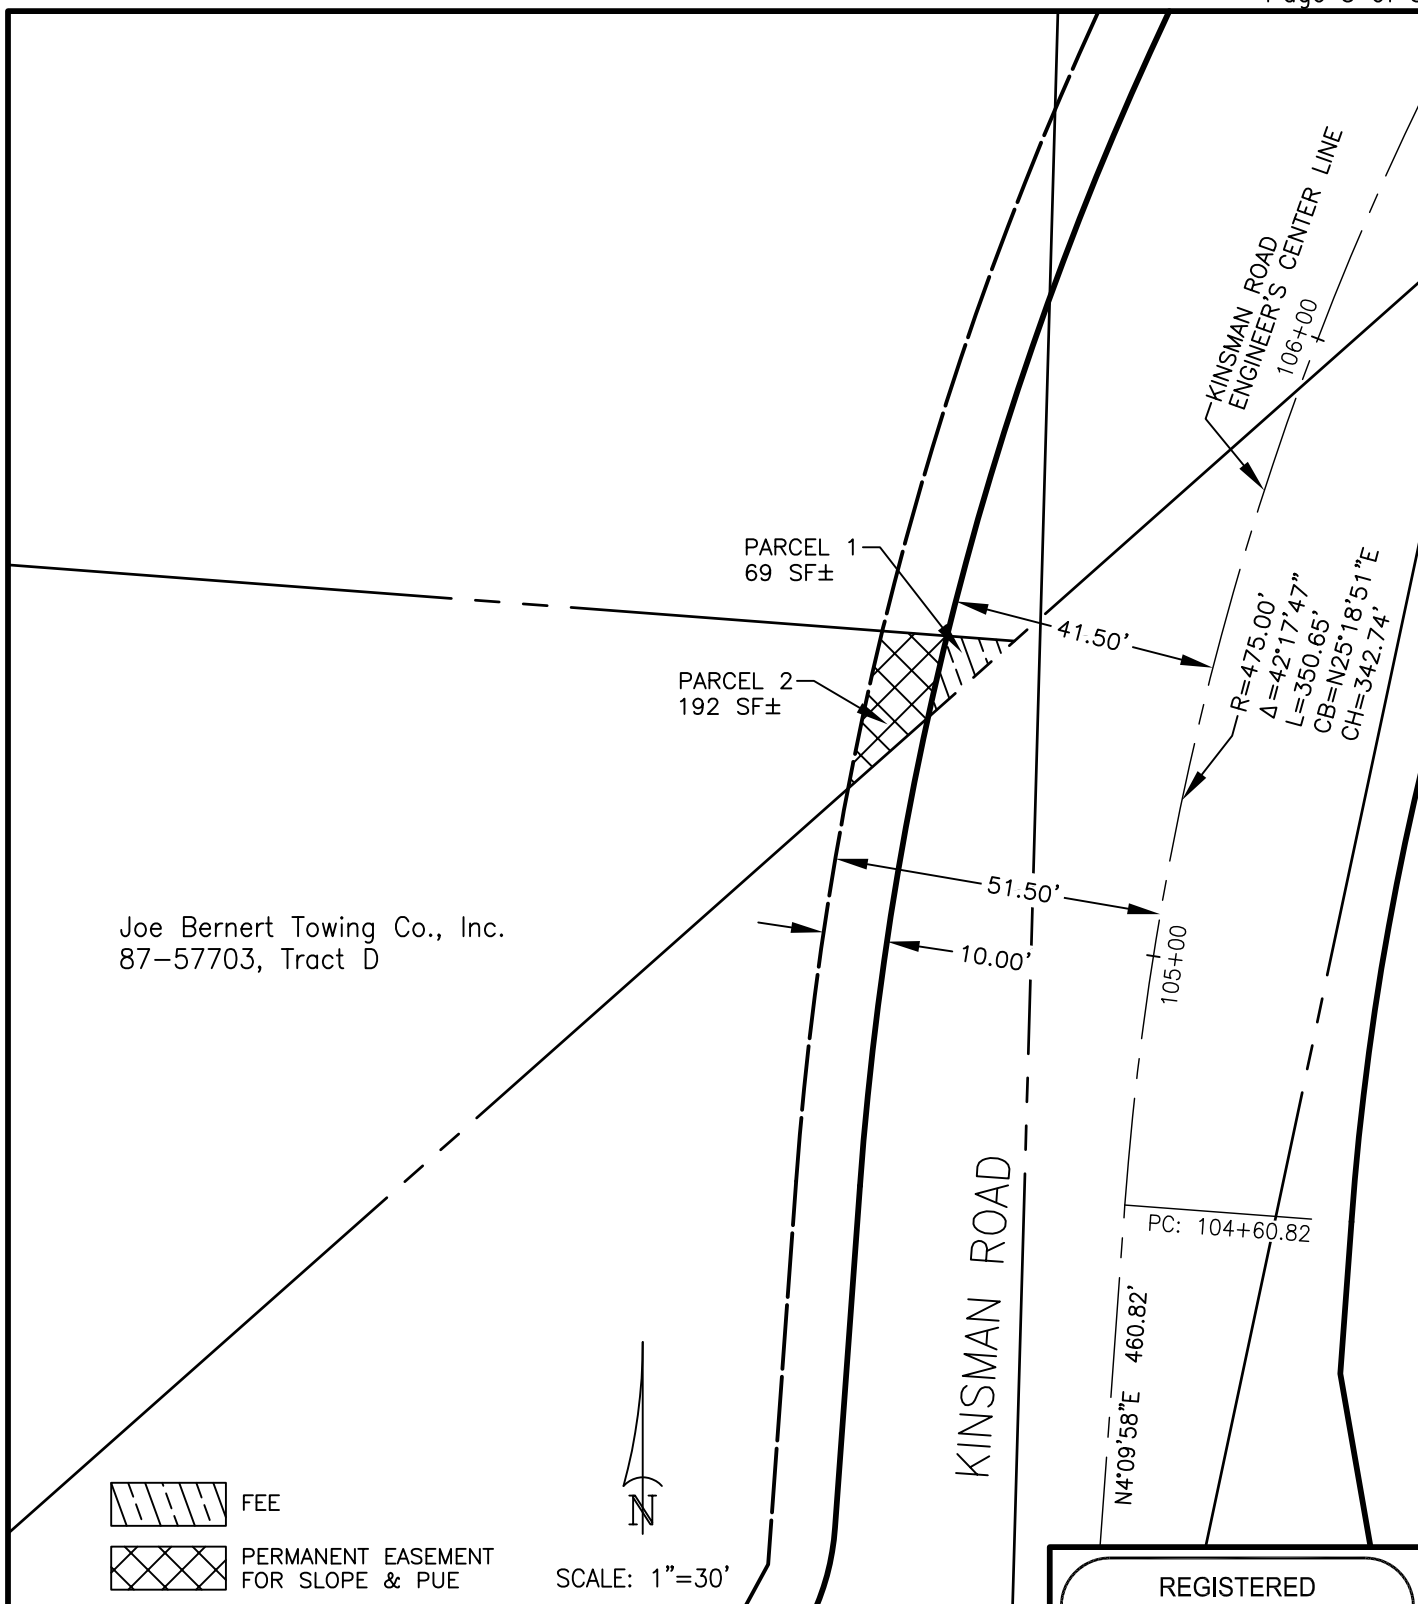 KINSMAN ROAD
ENGINEER'S CENTER LINE
106+00
PARCEL 1
69 SF±
41.50'
R=475.00'
Δ=42°17'47"
L=350.65'
CB=N25°18'51"E
CH=342.74'
PARCEL 2
192 SF±
51.50'
Joe Bernert Towing Co., Inc.
87-57703, Tract D
10.00'
105+00
PC: 104+60.82
KINSMAN ROAD
N4°09'58"E 460.82'
FEE
N
PERMANENT EASEMENT
FOR SLOPE & PUE
SCALE: 1"=30'
REGISTERED